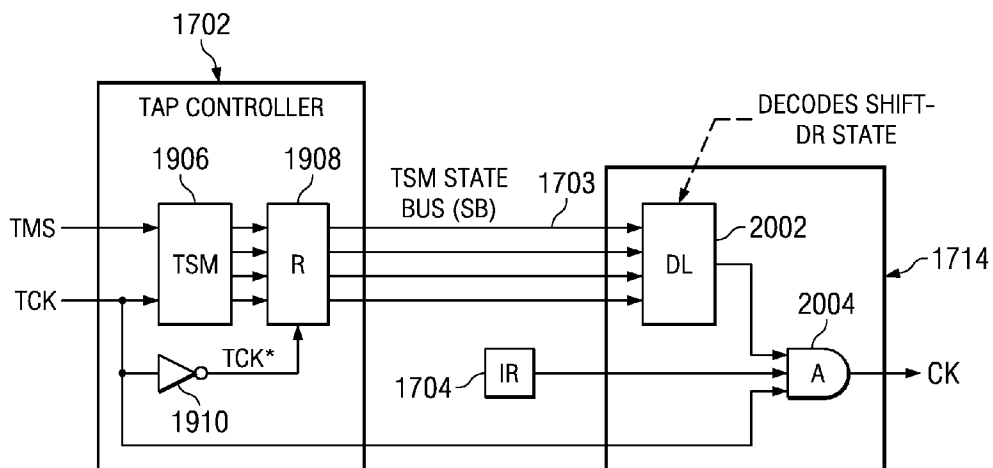 1702
TAP CONTROLLER
DECODES SHIFT-
DR STATE
1906
1908
TSM STATE
BUS (SB)
1703
2002
TMS
TSM
R
DL
1714
TCK
2004
TCK*
1704
IR
A
CK
1910